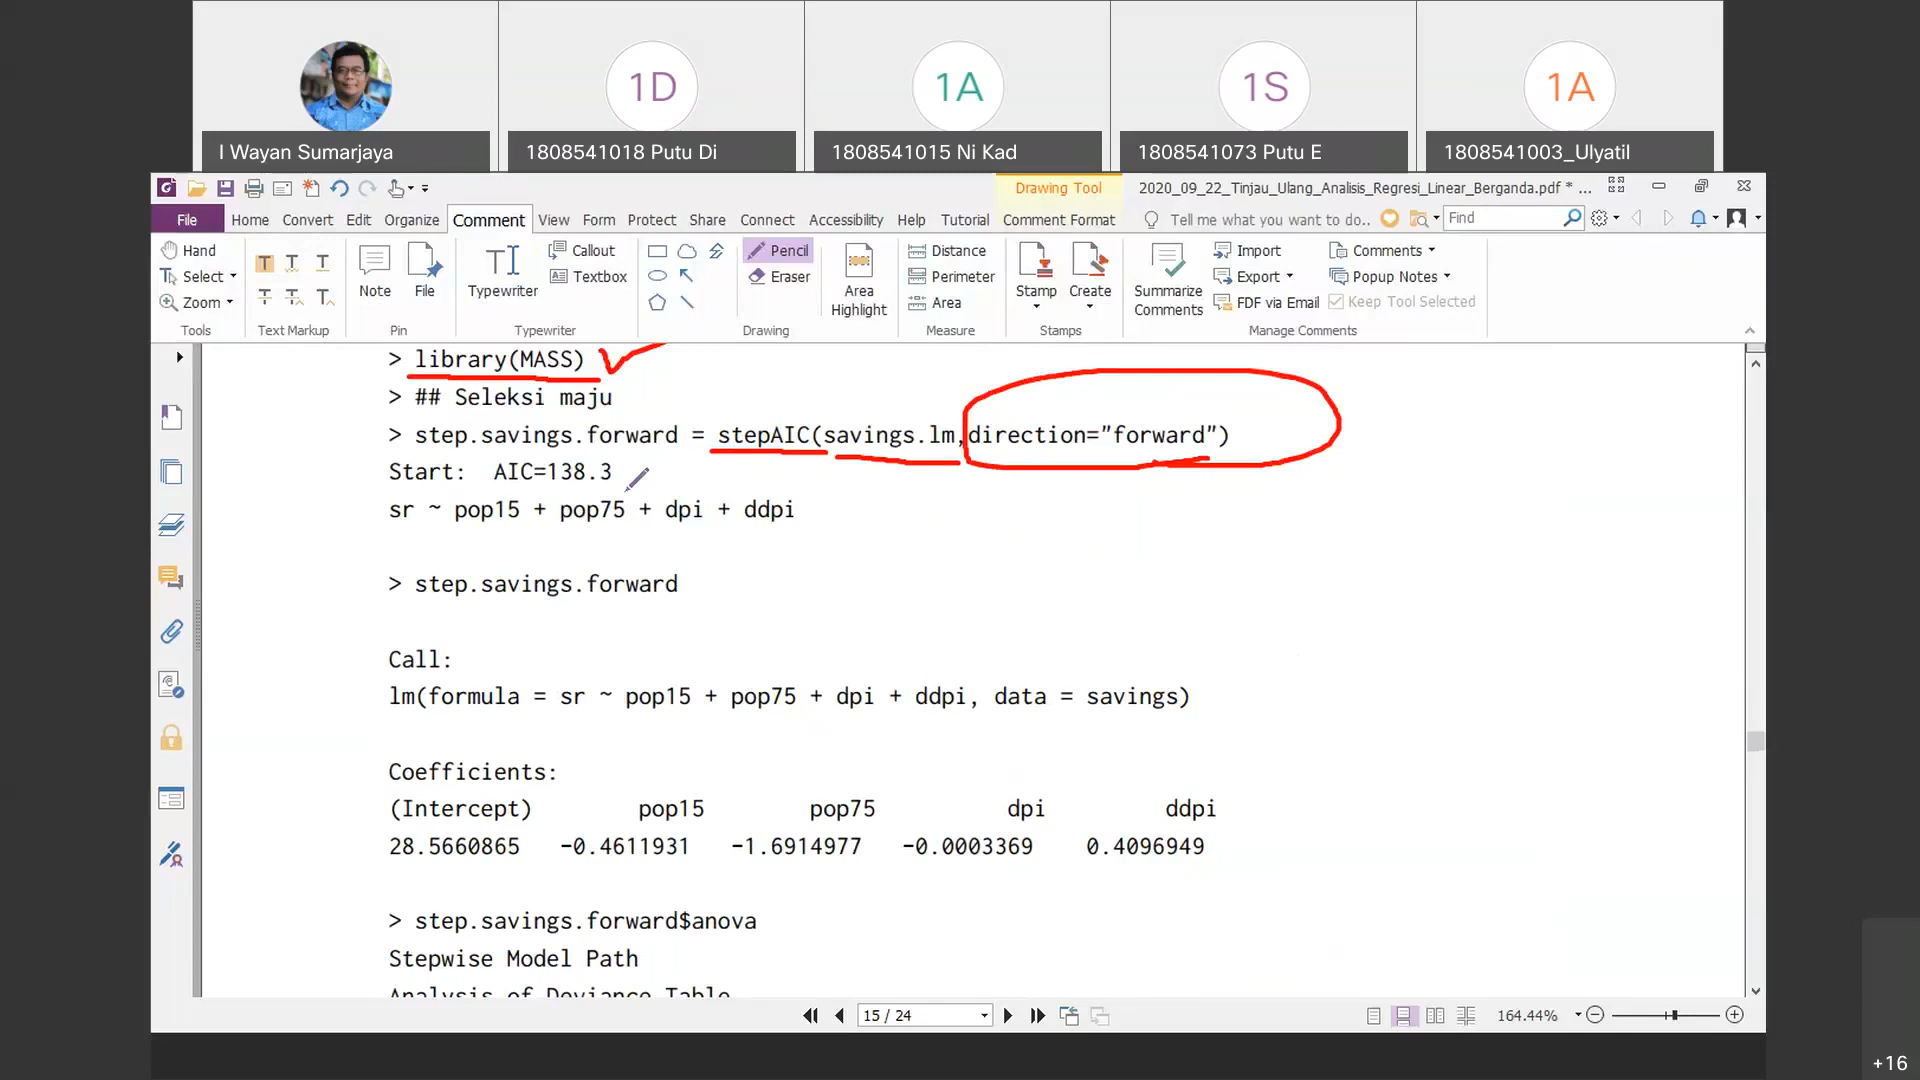 1D
1A
1S
1A
I Wayan Sumarjaya
1808541018 Putu Di
1808541015 Ni Kad
1808541073 Putu E
1808541003_Ulyatil
Drawing Tool
2020_09_22_Tinjau_Ulang_Analisis_Regresi_Linear_Berganda.pdf * ...
File Home Convert Edit Organize Comment View Form Protect Share Connect Accessibility Help Tutorial Comment Format Tell me what you want to do.. Find
Hand
Select
Zoom
Tools
Text Markup
Note
File
Pin
Typewriter
Callout
Textbox
Typewriter
Pencil
Eraser
Area
Highlight
Drawing
Distance
Perimeter
Area
Measure
Stamp
Create
Stamps
Summarize
Comments
Import
Export
FDF via Email
Comments
Popup Notes
Keep Tool Selected
Manage Comments
> library(MASS)
> ## Seleksi maju
> step.savings.forward = stepAIC(savings.lm,direction="forward")
Start:  AIC=138.3
sr ~ pop15 + pop75 + dpi + ddpi
> step.savings.forward
Call:
lm(formula = sr ~ pop15 + pop75 + dpi + ddpi, data = savings)
Coefficients:
(Intercept) pop15 pop75 dpi ddpi
28.5660865 -0.4611931 -1.6914977 -0.0003369 0.4096949
> step.savings.forward$anova
Stepwise Model Path
Analysis of Deviance Table
15 / 24
164.44%
+16